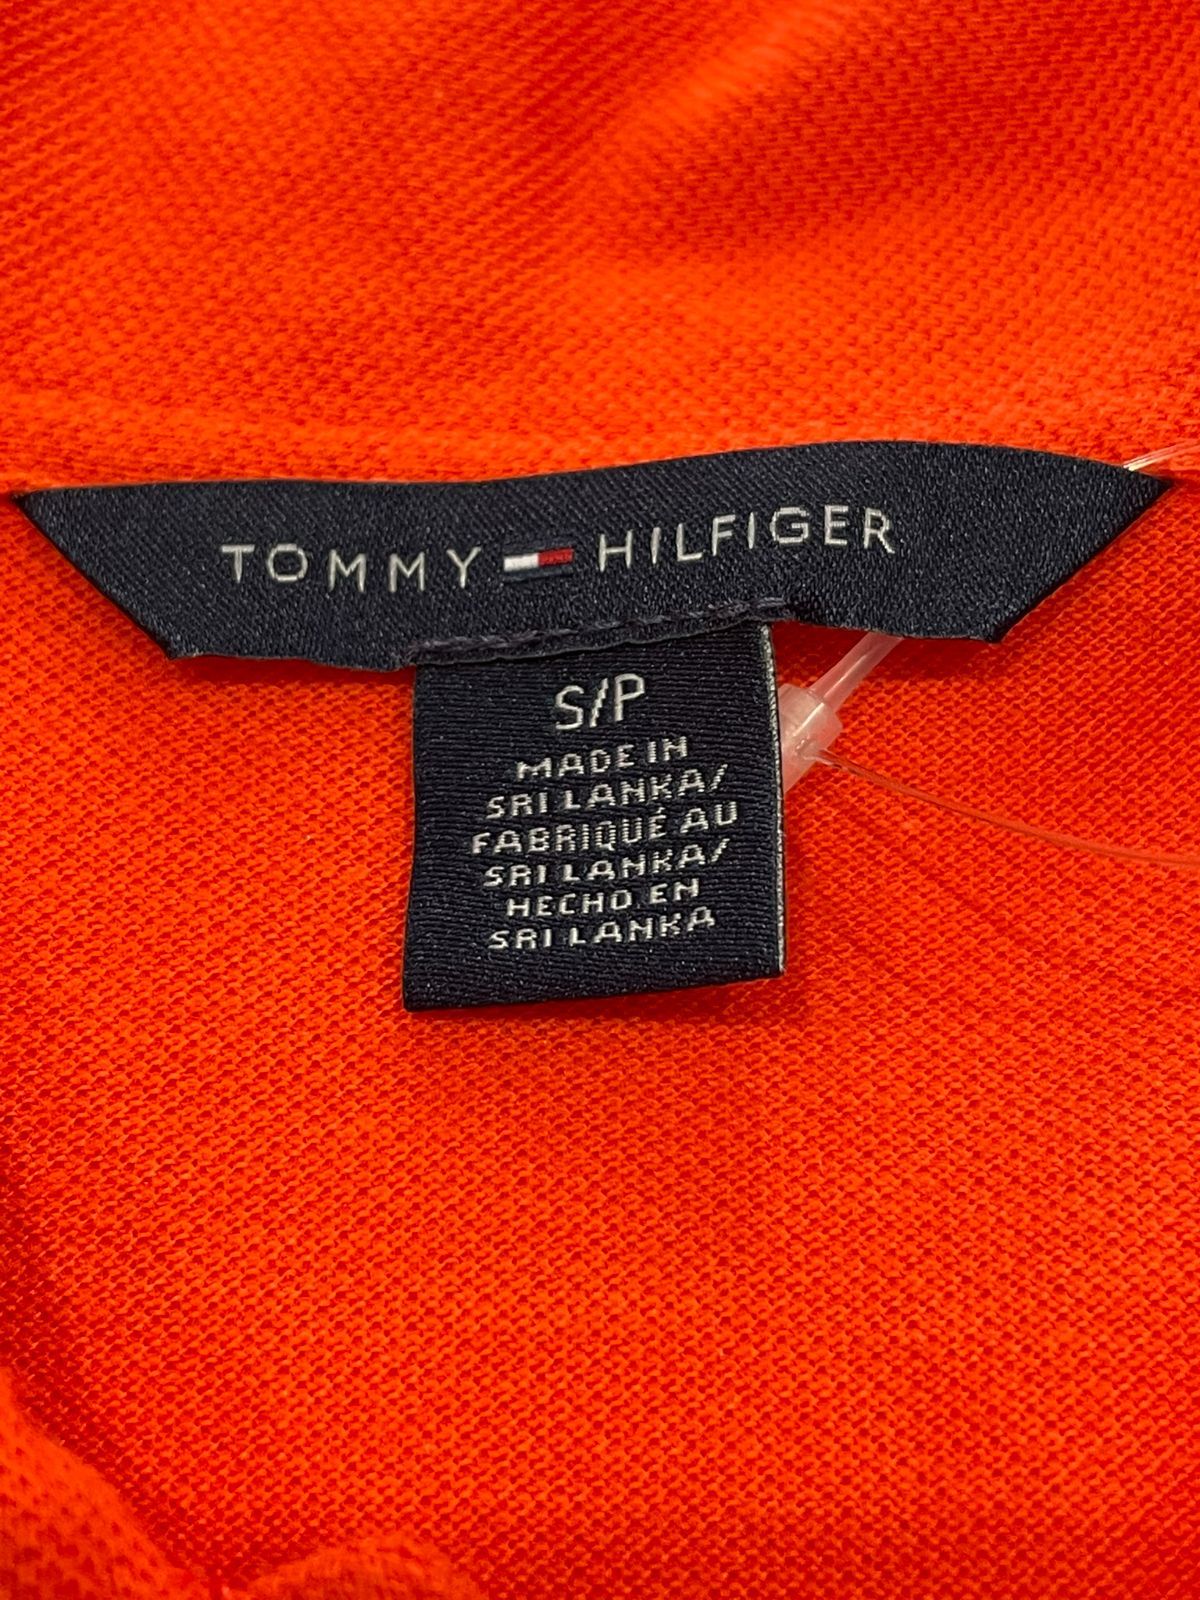 TOMMY HILFIGER
S/P
MADE IN
SRI LANKA/
FABRIQUÉ AU
SRI LANKA/
HECHO EN
SRI LANKA